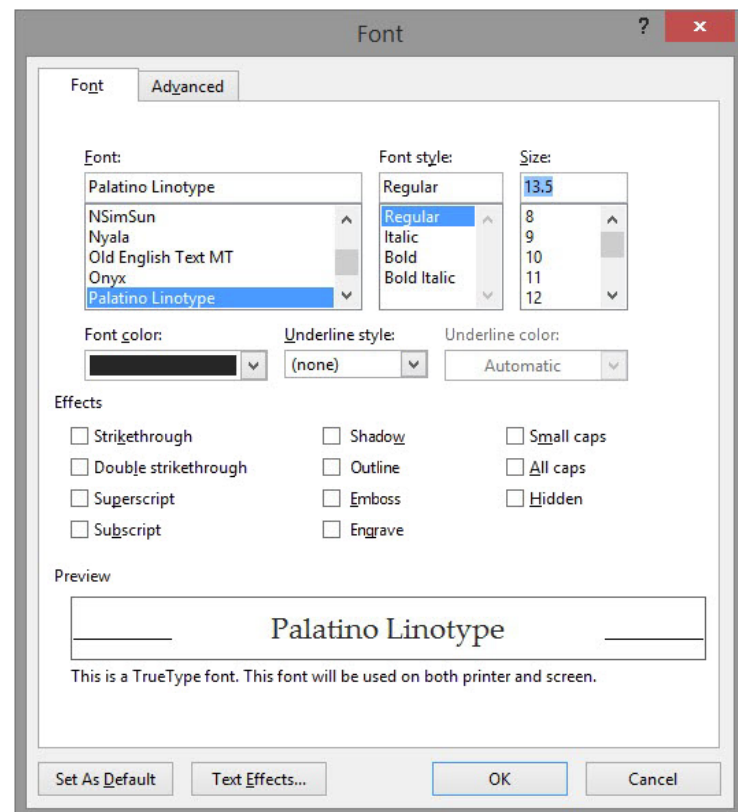 Font ? x
Font Advanced
Font: Font style: Size:
Palatino Linotype Regular 13.5
NSimSun Regular 8
Nyala Italic 9
Old English Text MT Bold 10
Onyx Bold Italic 11
Palatino Linotype 12
Font color: Underline style: Underline color:
(none) Automatic
Effects
Strikethrough Shadow Small caps
Double strikethrough Outline All caps
Superscript Emboss Hidden
Subscript Engrave
Preview
Palatino Linotype
This is a TrueType font. This font will be used on both printer and screen.
Set As Default Text Effects... OK Cancel